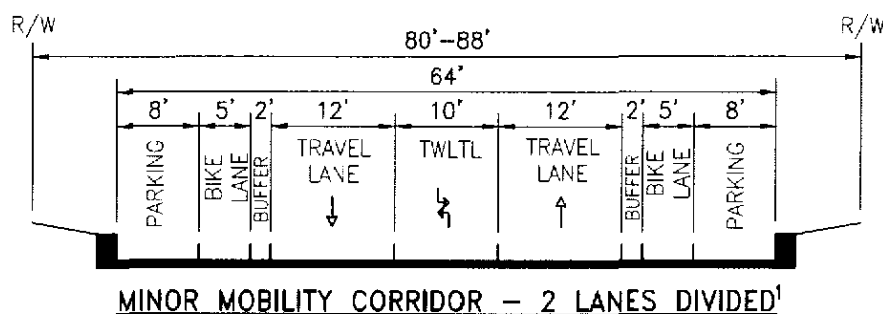 R/W R/W
80'-88'
64'
8' 5' 2' 12' 10' 12' 2' 5' 8'
PARKING
BIKE LANE
BUFFER
TRAVEL LANE
TWLTL
TRAVEL LANE
BUFFER
BIKE LANE
PARKING
MINOR MOBILITY CORRIDOR - 2 LANES DIVIDED¹